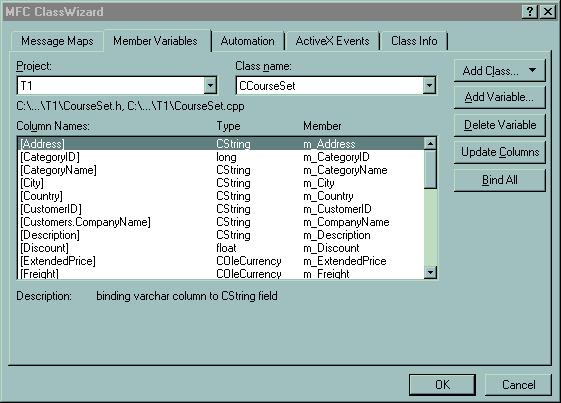 MFC ClassWizard
Message Maps Member Variables Automation ActiveX Events Class Info
Project: Class name:
T1 CCourseSet
Add Class...
C:\...\T1\CourseSet.h, C:\...\T1\CourseSet.cpp
Add Variable...
Column Names: Type Member
Delete Variable
[Address] CString m_Address
[CategoryID] long m_CategoryID
Update Columns
[CategoryName] CString m_CategoryName
[City] CString m_City
Bind All
[Country] CString m_Country
[CustomerID] CString m_CustomerID
[Customers.CompanyName] CString m_CompanyName
[Description] CString m_Description
[Discount] float m_Discount
[ExtendedPrice] COleCurrency m_ExtendedPrice
[Freight] COleCurrency m_Freight
Description: binding varchar column to CString field
OK Cancel